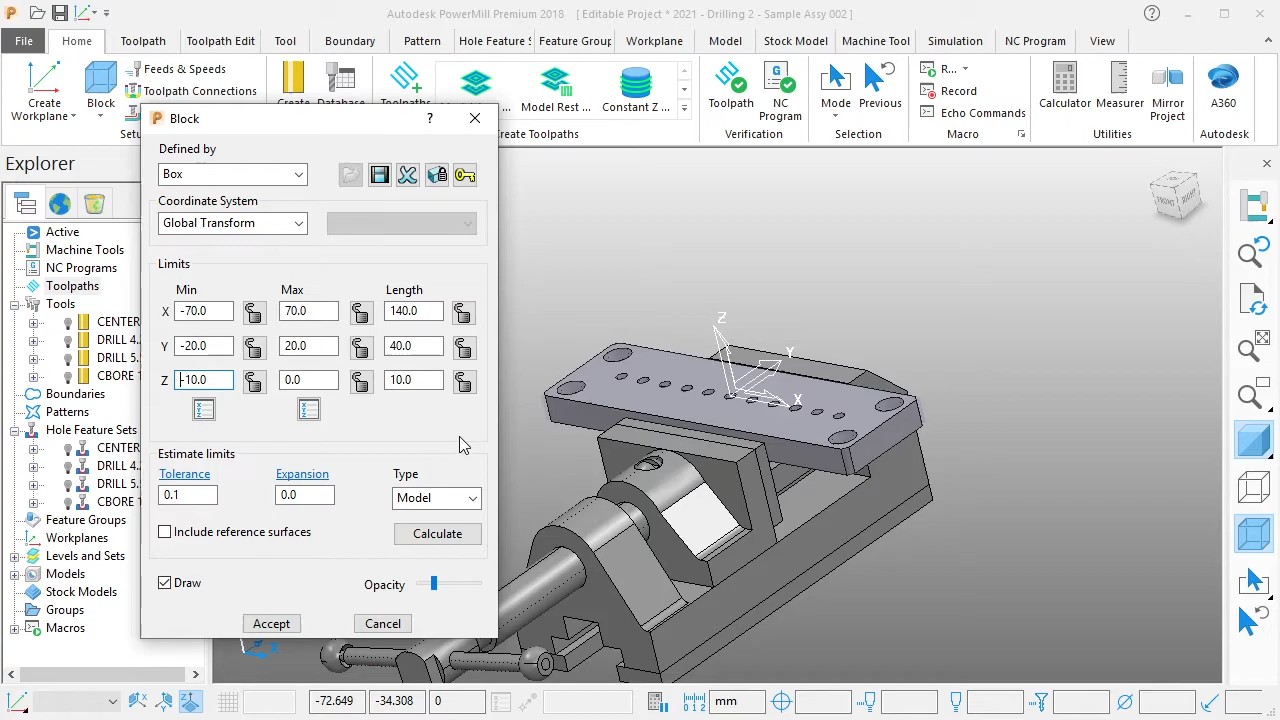 Autodesk PowerMill Premium 2018 [ Editable Project * 2021 - Drilling 2 - Sample Assy 002 ]
File Home Toolpath Toolpath Edit Tool Boundary Pattern Hole Feature S Feature Group Workplane Model Stock Model Machine Tool Simulation NC Program View
Feeds & Speeds
Toolpath Connections
Create Workplane
Block
Create
Database
Toolpaths
...
Model Rest ...
Constant Z ...
Toolpath
NC Program
Mode
Previous
R...
Record
Echo Commands
Calculator
Measurer
Mirror Project
A360
Create Toolpaths
Verification
Selection
Macro
Utilities
Autodesk
Explorer
Active
Machine Tools
NC Programs
Toolpaths
Tools
CENTER
DRILL 4.
DRILL 5.
CBORE 1
Boundaries
Patterns
Hole Feature Sets
CENTER
DRILL 4.
DRILL 5.
CBORE 1
Feature Groups
Workplanes
Levels and Sets
Models
Stock Models
Groups
Macros
Block
?
Defined by
Box
Coordinate System
Global Transform
Limits
Min Max Length
X -70.0 70.0 140.0
Y -20.0 20.0 40.0
Z -10.0 0.0 10.0
Estimate limits
Tolerance Expansion Type
0.1 0.0 Model
Include reference surfaces
Calculate
Draw
Opacity
Accept Cancel
Z
Y
X
FRONT
X
-72.649 -34.308 0 mm